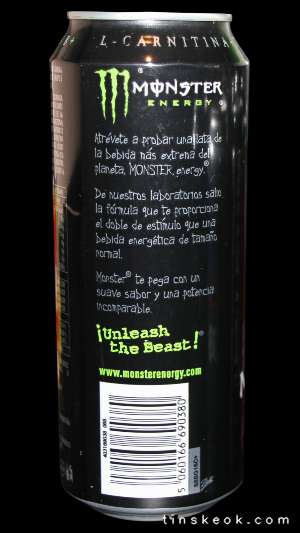 L-CARNITINA
MONSTER
ENERGY®
Atrévete a probar una lata de
la bebida más extrema del
planeta, MONSTER energy®
De nuestros laboratorios salió
la fórmula que te proporciona
el doble de estímulo que una
bebida energética de tamaño
normal.
Monster® te pega con un
suave sabor y una potencia
incomparable.
¡Unleash
the Beast!®
www.monsterenergy.com
5 060166 690380
tinskeok.com